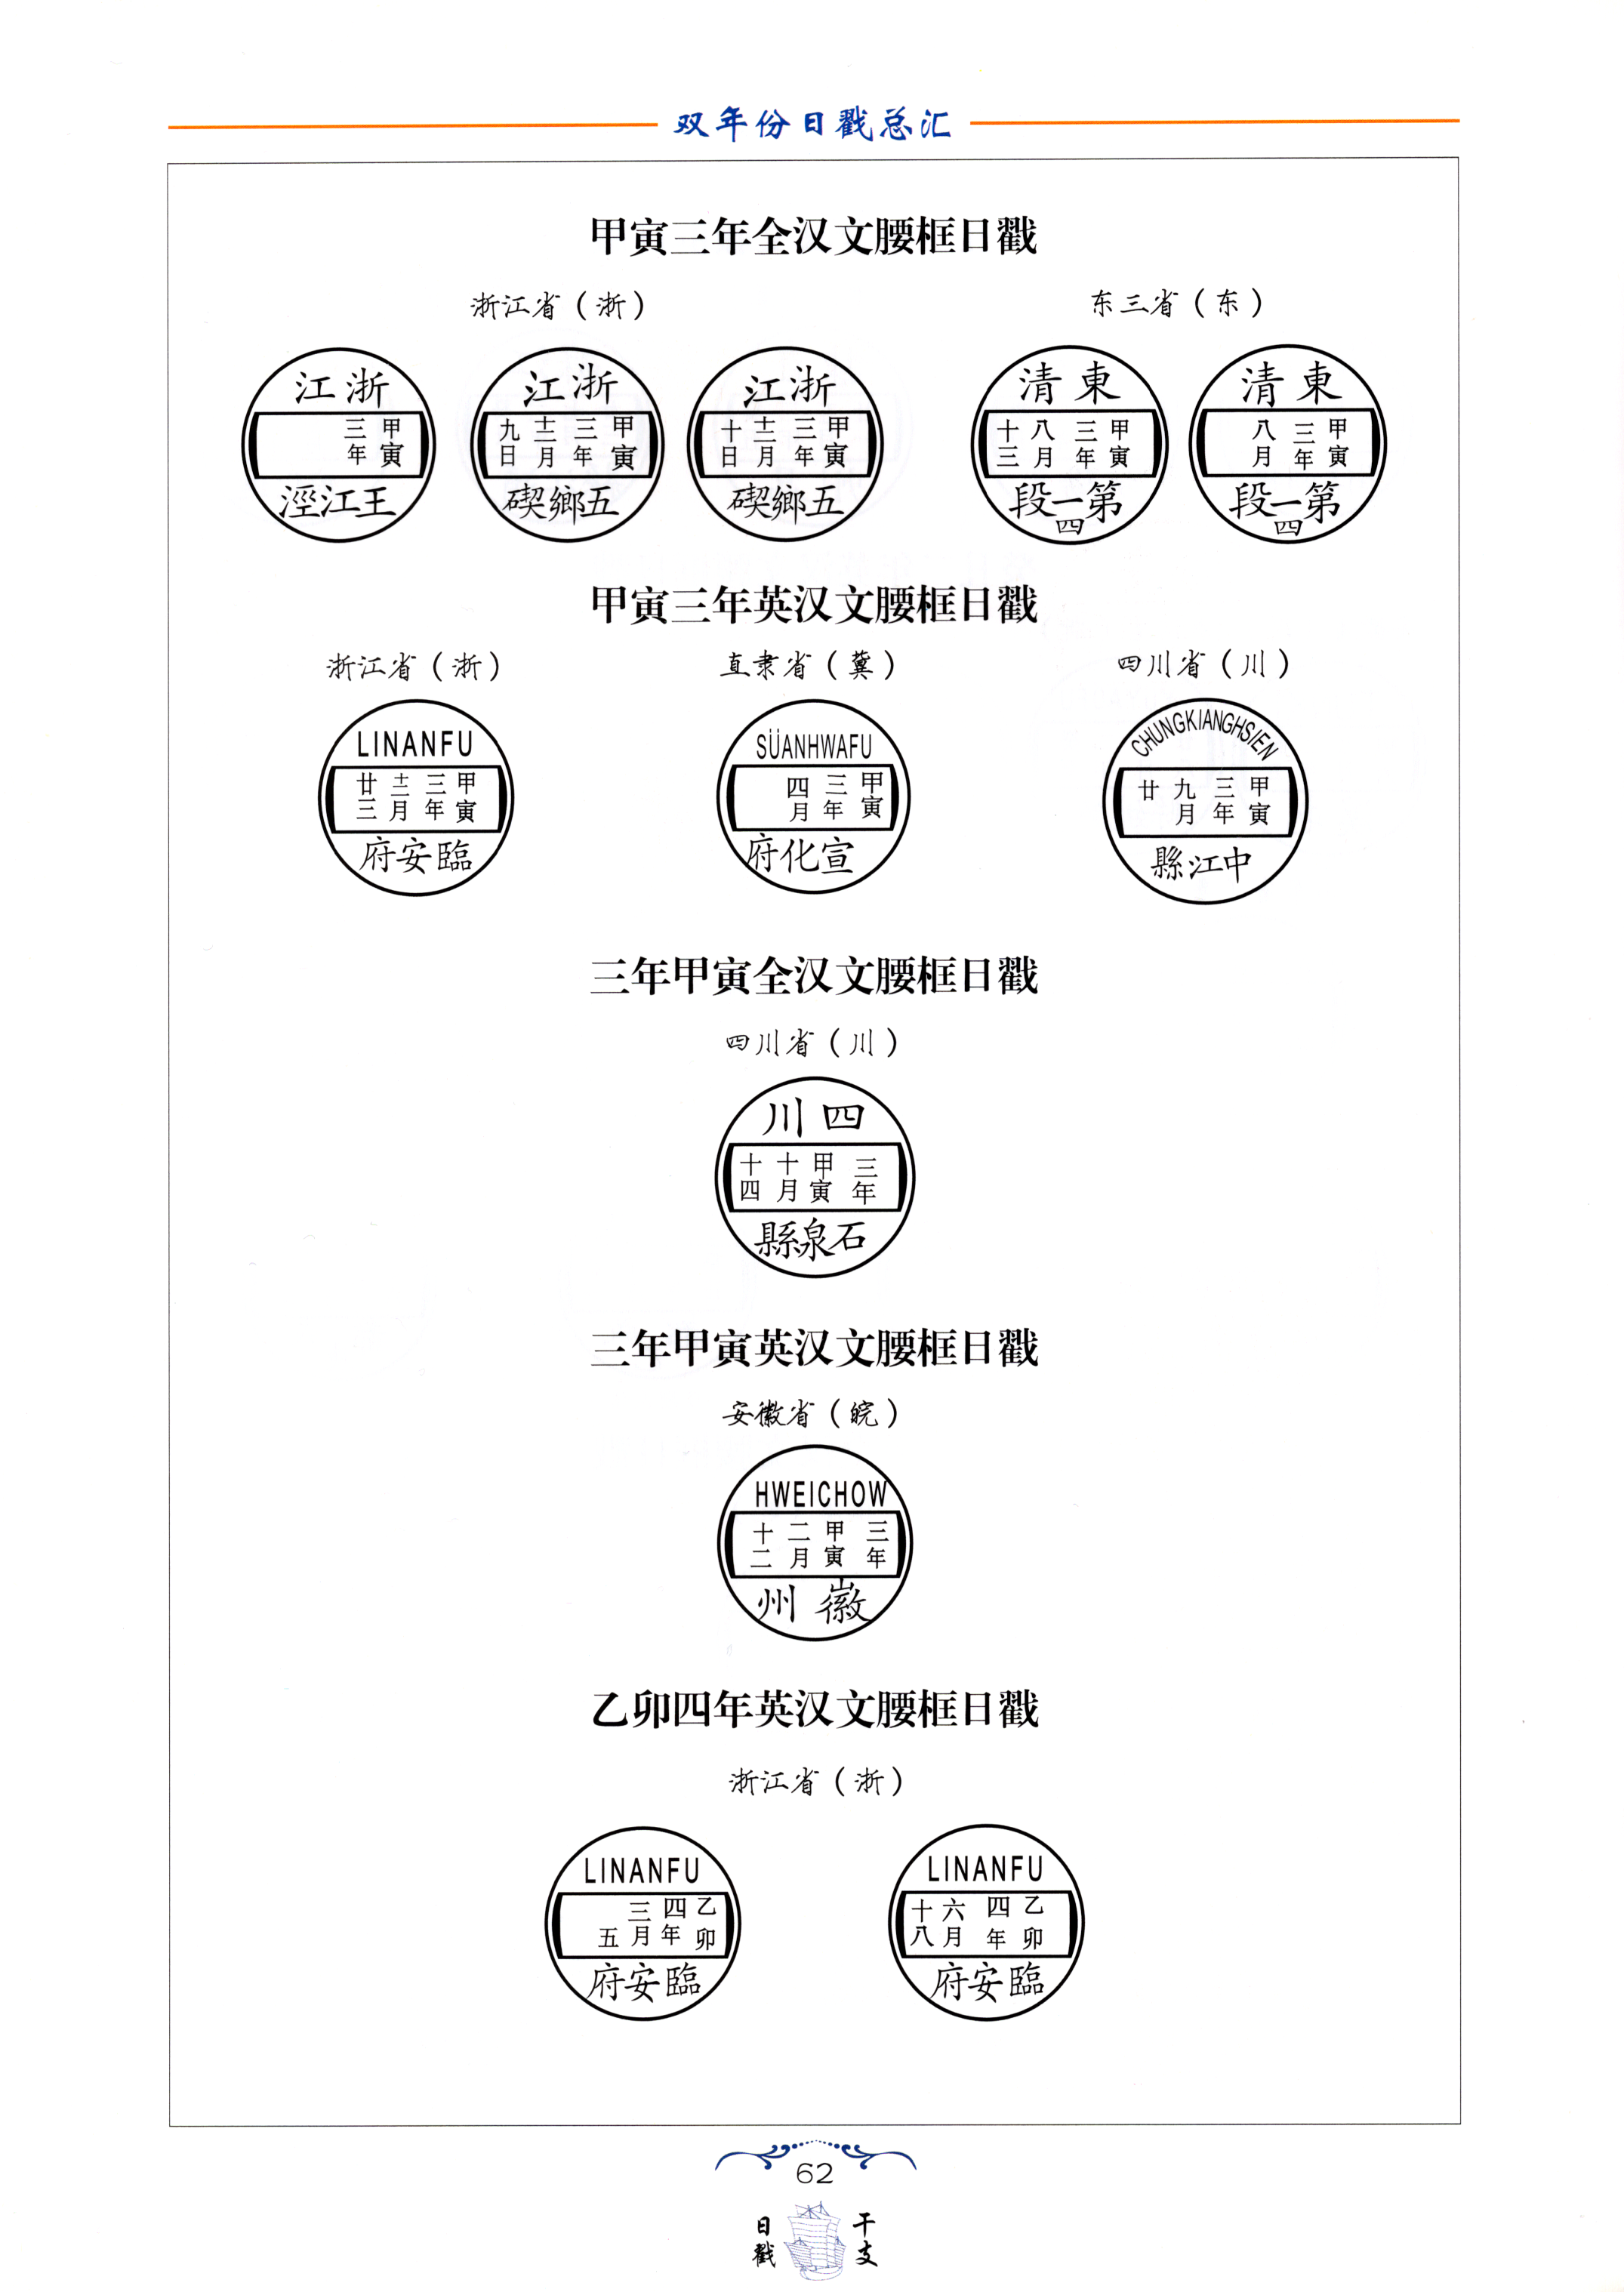 双年份日戳总汇
甲寅三年全汉文腰框日戳
浙江省（浙）
东三省（东）
江浙
三年 甲寅
涇江王
江浙
九日 十二月 三年 甲寅
碶鄉五
江浙
十日 十二月 三年 甲寅
碶鄉五
清東
十三 八月 三年 甲寅
段一第
四
清東
八月 三年 甲寅
段一第
四
甲寅三年英汉文腰框日戳
浙江省（浙）
直隶省（冀）
四川省（川）
LINANFU
廿三 十二月 三年 甲寅
府安臨
SÜANHWAFU
四月 三年 甲寅
府化宣
CHUNGKIANGHSIEN
廿 九月 三年 甲寅
縣江中
三年甲寅全汉文腰框日戳
四川省（川）
川四
十四 十月 甲寅 三年
縣泉石
三年甲寅英汉文腰框日戳
安徽省（皖）
HWEICHOW
十二 二月 甲寅 三年
州徽
乙卯四年英汉文腰框日戳
浙江省（浙）
LINANFU
五 三月 四年 乙卯
府安臨
LINANFU
十八 六月 四年 乙卯
府安臨
62
干支
日戳